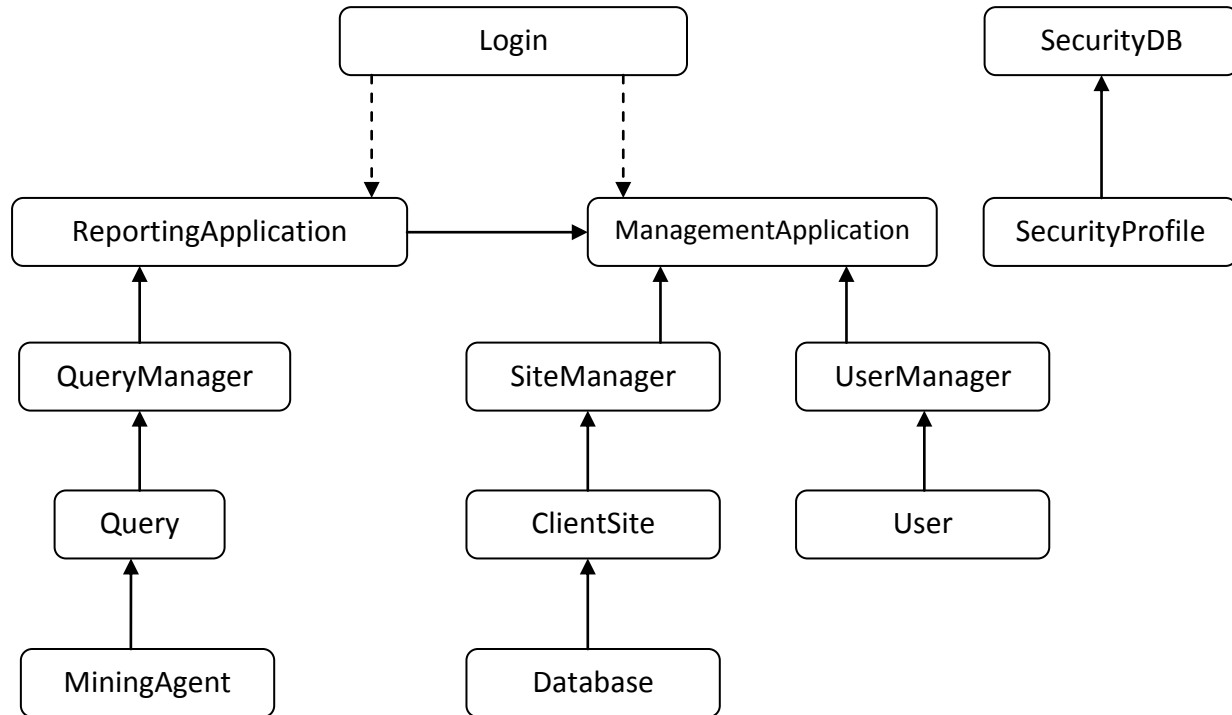 Login
SecurityDB
ReportingApplication
ManagementApplication
SecurityProfile
QueryManager
SiteManager
UserManager
Query
ClientSite
User
MiningAgent
Database